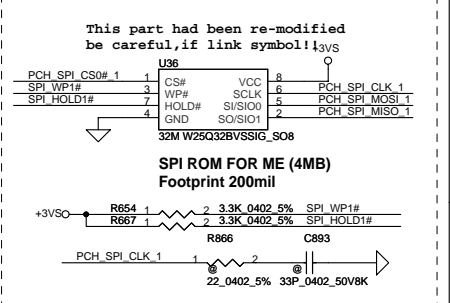 This part had been re-modified
be careful,if link symbol!!
+3VS
U36
PCH_SPI_CS0#_1 1 CS# VCC 8
SPI_WP1# 3 WP# SCLK 6 PCH_SPI_CLK_1
SPI_HOLD1# 7 HOLD# SI/SIO0 5 PCH_SPI_MOSI_1
4 GND SO/SIO1 2 PCH_SPI_MISO_1
32M W25Q32BVSSIG_SO8
SPI ROM FOR ME (4MB)
Footprint 200mil
+3VS R654 1 2 3.3K_0402_5% SPI_WP1#
R667 1 2 3.3K_0402_5% SPI_HOLD1#
R866 C893
PCH_SPI_CLK_1 1 2
@ @
22_0402_5% 33P_0402_50V8K